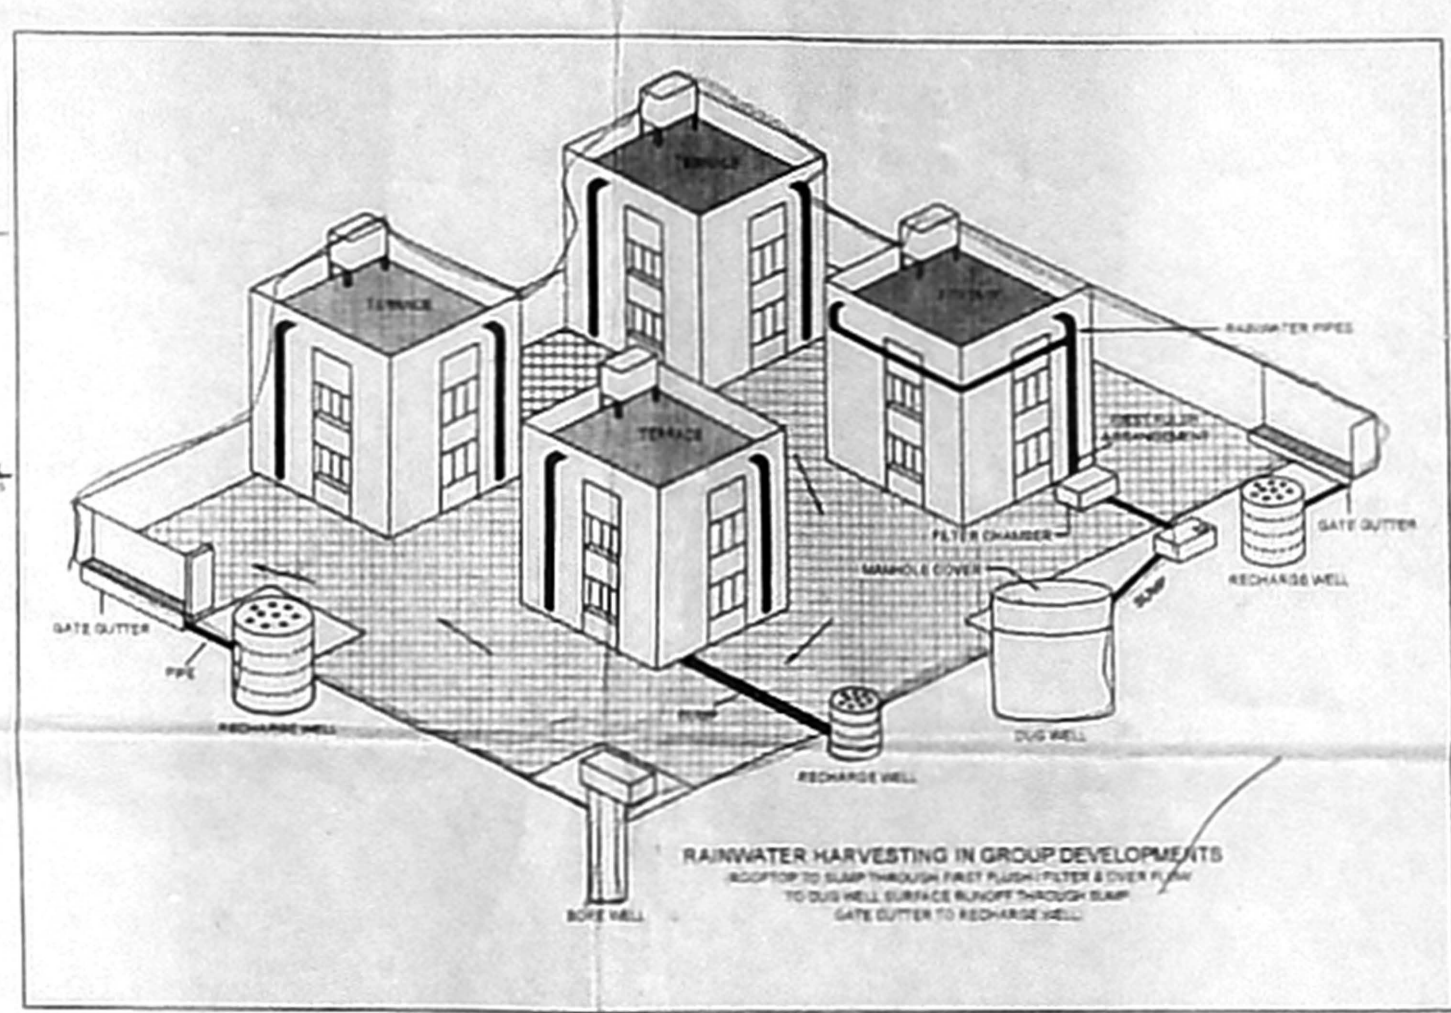 TERRACE
TERRACE
TERRACE
RAINWATER PIPES
ARRANGEMENT
FILTER CHAMBER
GATE GUTTER
MANHOLE COVER
RECHARGE WELL
SUMP
GATE GUTTER
PIPE
RECHARGE WELL
SUMP
DUG WELL
RECHARGE WELL
BORE WELL
RAINWATER HARVESTING IN GROUP DEVELOPMENTS
(ROOFTOP TO SUMP THROUGH FIRST FLUSH / FILTER & OVER FLOW
TO DUG WELL SURFACE RUNOFF THROUGH SUMP
GATE GUTTER TO RECHARGE WELL)